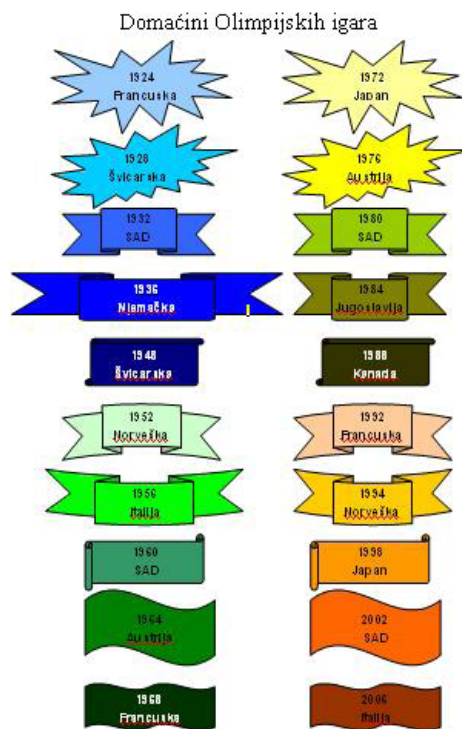 Domaćini Olimpijskih igara
1924
Francuska
1928
Švicarska
1932
SAD
1936
Njemačka
1948
Švicarska
1952
Norveška
1956
Italija
1960
SAD
1964
Austrija
1968
Francuska
1972
Japan
1976
Austrija
1980
SAD
1984
Jugoslavija
1988
Kanada
1992
Francuska
1994
Norveška
1998
Japan
2002
SAD
2006
Italija